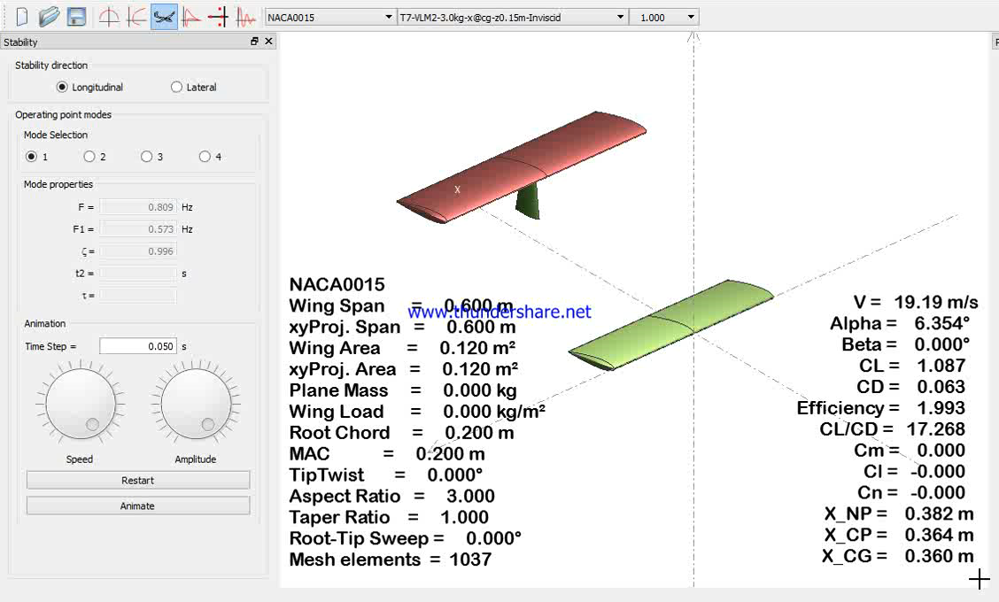 NACA0015
T7-VLM2-3.0kg-x@cg-z0.15m-Inviscid
1.000
Stability
Stability direction
Longitudinal
Lateral
Operating point modes
Mode Selection
1
2
3
4
Mode properties
F = 0.809 Hz
F1 = 0.573 Hz
ζ = 0.996
t2 = s
τ =
Animation
Time Step = 0.050 s
Speed
Amplitude
Restart
Animate
X
NACA0015
Wing Span = 0.600 m
www.thundershare.net
xyProj. Span = 0.600 m
Wing Area = 0.120 m²
xyProj. Area = 0.120 m²
Plane Mass = 0.000 kg
Wing Load = 0.000 kg/m²
Root Chord = 0.200 m
MAC = 0.200 m
TipTwist = 0.000°
Aspect Ratio = 3.000
Taper Ratio = 1.000
Root-Tip Sweep = 0.000°
Mesh elements = 1037
V = 19.19 m/s
Alpha = 6.354°
Beta = 0.000°
CL = 1.087
CD = 0.063
Efficiency = 1.993
CL/CD = 17.268
Cm = 0.000
Cl = -0.000
Cn = -0.000
X_NP = 0.382 m
X_CP = 0.364 m
X_CG = 0.360 m